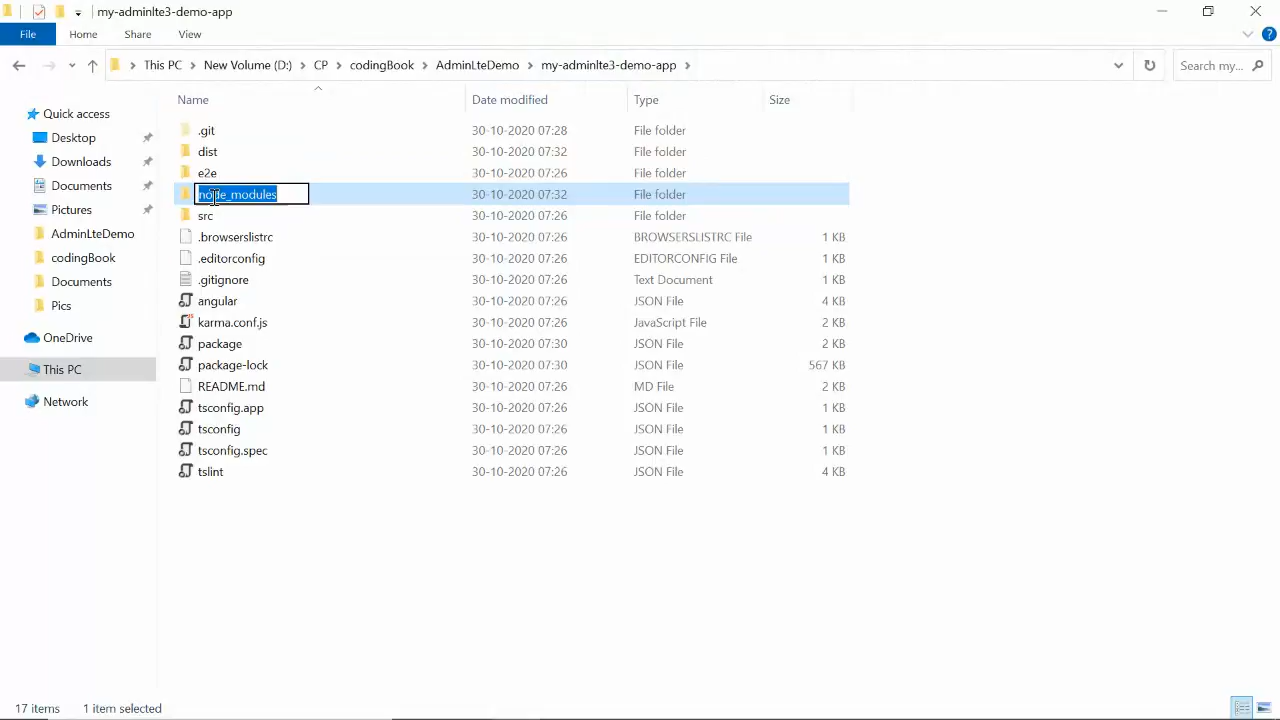 my-adminlte3-demo-app
File Home Share View
This PC New Volume (D:) CP codingBook AdminLteDemo my-adminlte3-demo-app Search my...
Name Date modified Type Size
Quick access
Desktop
Downloads
Documents
Pictures
AdminLteDemo
codingBook
Documents
Pics
OneDrive
This PC
Network
.git 30-10-2020 07:28 File folder
dist 30-10-2020 07:32 File folder
e2e 30-10-2020 07:26 File folder
node_modules 30-10-2020 07:32 File folder
src 30-10-2020 07:26 File folder
.browserslistrc 30-10-2020 07:26 BROWSERSLISTRC File 1 KB
.editorconfig 30-10-2020 07:26 EDITORCONFIG File 1 KB
.gitignore 30-10-2020 07:26 Text Document 1 KB
angular 30-10-2020 07:26 JSON File 4 KB
karma.conf.js 30-10-2020 07:26 JavaScript File 2 KB
package 30-10-2020 07:30 JSON File 2 KB
package-lock 30-10-2020 07:30 JSON File 567 KB
README.md 30-10-2020 07:26 MD File 2 KB
tsconfig.app 30-10-2020 07:26 JSON File 1 KB
tsconfig 30-10-2020 07:26 JSON File 1 KB
tsconfig.spec 30-10-2020 07:26 JSON File 1 KB
tslint 30-10-2020 07:26 JSON File 4 KB
17 items 1 item selected